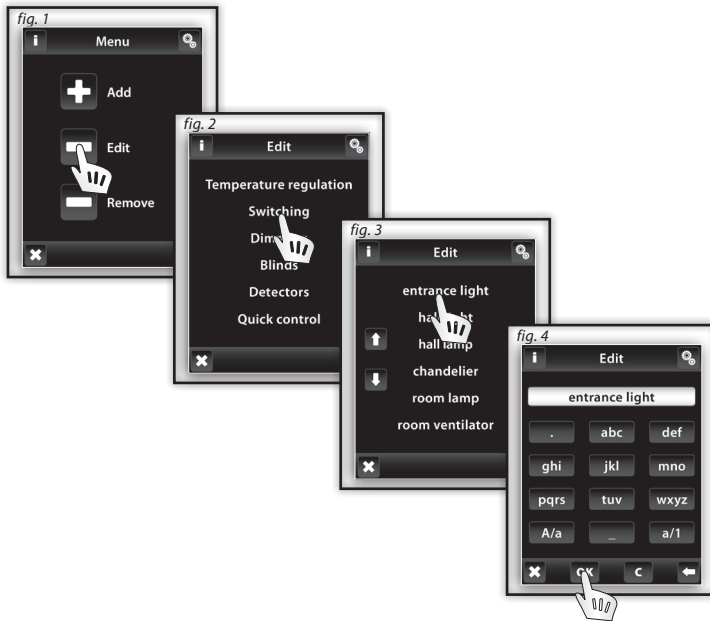 fig. 1
i Menu
Add
Edit
Remove
fig. 2
i Edit
Temperature regulation
Switching
Blinds
Detectors
Quick control
fig. 3
i Edit
entrance light
hall lamp
chandelier
room lamp
room ventilator
fig. 4
i Edit
entrance light
. abc def
ghi jkl mno
pqrs tuv wxyz
A/a _ a/1
OK C